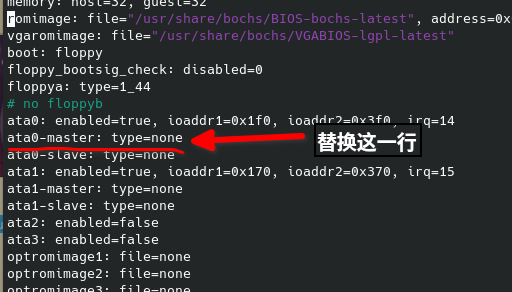 memory: host=32, guest=32
romimage: file="/usr/share/bochs/BIOS-bochs-latest", address=0x
vgaromimage: file="/usr/share/bochs/VGABIOS-lgpl-latest"
boot: floppy
floppy_bootsig_check: disabled=0
floppya: type=1_44
# no floppyb
ata0: enabled=true, ioaddr1=0x1f0, ioaddr2=0x3f0, irq=14
ata0-master: type=none
替换这一行
ata0-slave: type=none
ata1: enabled=true, ioaddr1=0x170, ioaddr2=0x370, irq=15
ata1-master: type=none
ata1-slave: type=none
ata2: enabled=false
ata3: enabled=false
optromimage1: file=none
optromimage2: file=none
optromimage3: file=none